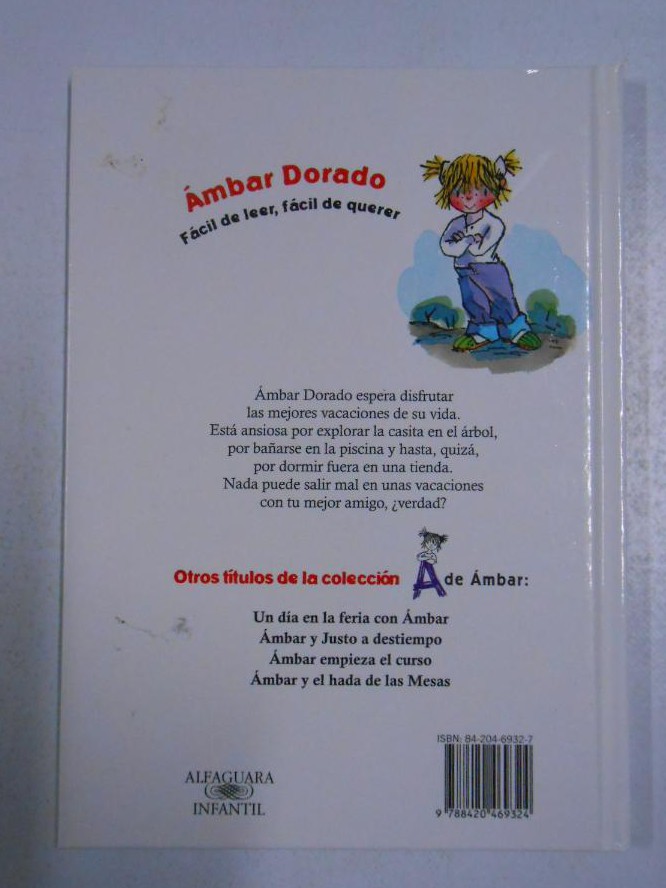 Ámbar Dorado
Fácil de leer, fácil de querer
Ámbar Dorado espera disfrutar
las mejores vacaciones de su vida.
Está ansiosa por explorar la casita en el árbol,
por bañarse en la piscina y hasta, quizá,
por dormir fuera en una tienda.
Nada puede salir mal en unas vacaciones
con tu mejor amigo, ¿verdad?
Otros títulos de la colección A de Ámbar:
Un día en la feria con Ámbar
Ámbar y Justo a destiempo
Ámbar empieza el curso
Ámbar y el hada de las Mesas
ISBN: 84-204-6932-7
ALFAGUARA
INFANTIL
9 788420 469324